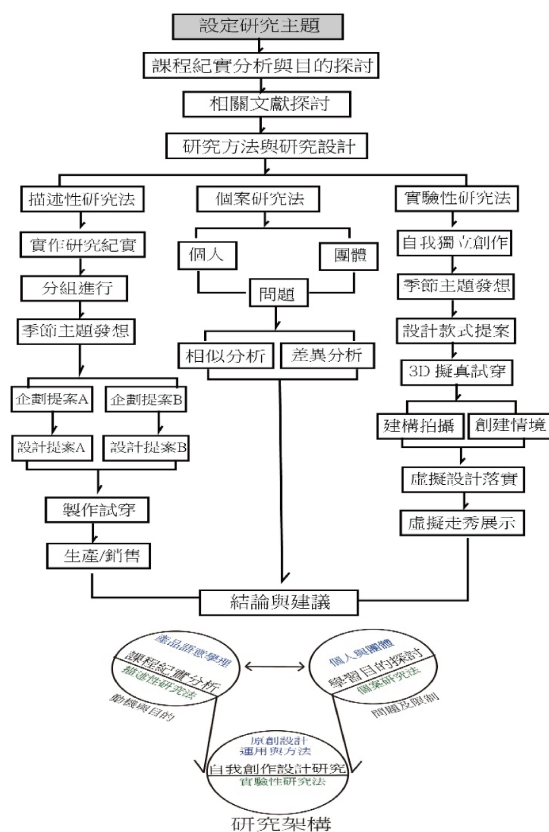 設定研究主題
課程紀實分析與目的探討
相關文獻探討
研究方法與研究設計
描述性研究法
實作研究紀實
分組進行
季節主題發想
企劃提案A
企劃提案B
設計提案A
設計提案B
製作試穿
生產/銷售
個案研究法
個人
團體
問題
相似分析
差異分析
實驗性研究法
自我獨立創作
季節主題發想
設計款式提案
3D 擬真試穿
建構拍攝
創建情境
虛擬設計落實
虛擬走秀展示
結論與建議
產品語意學理
課程紀實分析
描述性研究法
動機與目的
個人與團體
學習目的探討
個案研究法
問題及限制
原創設計
運用與方法
自我創作設計研究
實驗性研究法
研究架構